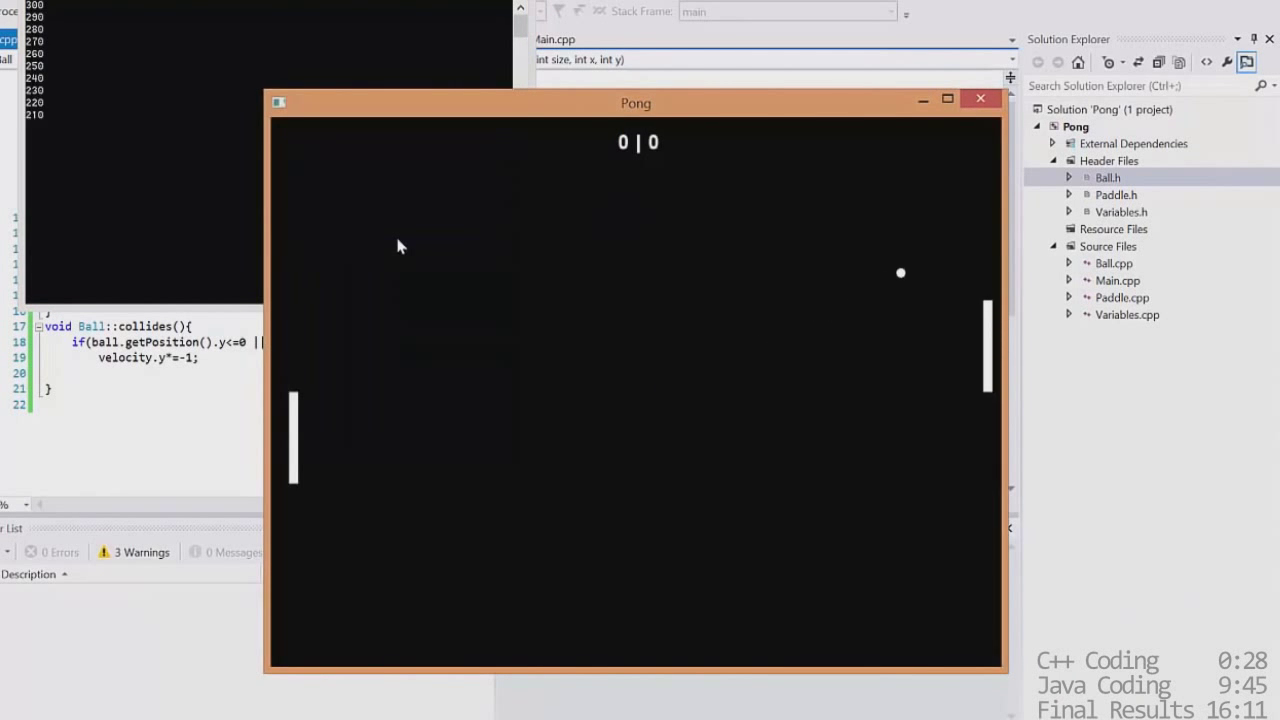 300
290
280
270
260
250
240
230
220
210
Stack Frame: main
Main.cpp
int size, int x, int y)
Pong
0 | 0
17 void Ball::collides(){
18 if(ball.getPosition().y<=0 ||
19 velocity.y*=-1;
20
21 }
22
0 Errors
3 Warnings
0 Messages
Description
Solution Explorer
Search Solution Explorer (Ctrl+;)
Solution 'Pong' (1 project)
Pong
External Dependencies
Header Files
Ball.h
Paddle.h
Variables.h
Resource Files
Source Files
Ball.cpp
Main.cpp
Paddle.cpp
Variables.cpp
C++ Coding 0:28
Java Coding 9:45
Final Results 16:11